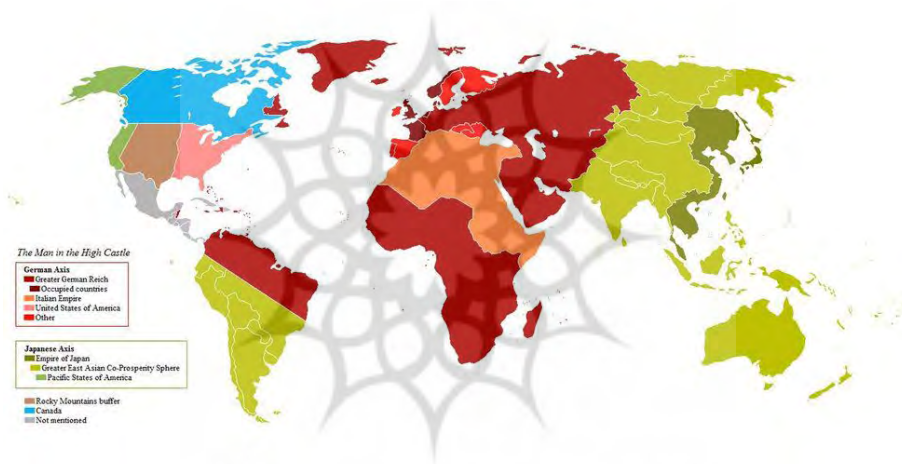 The Man in the High Castle
German Axis
Greater German Reich
Occupied countries
Italian Empire
United States of America
Other
Japanese Axis
Empire of Japan
Greater East Asian Co-Prosperity Sphere
Pacific States of America
Rocky Mountains buffer
Canada
Not mentioned